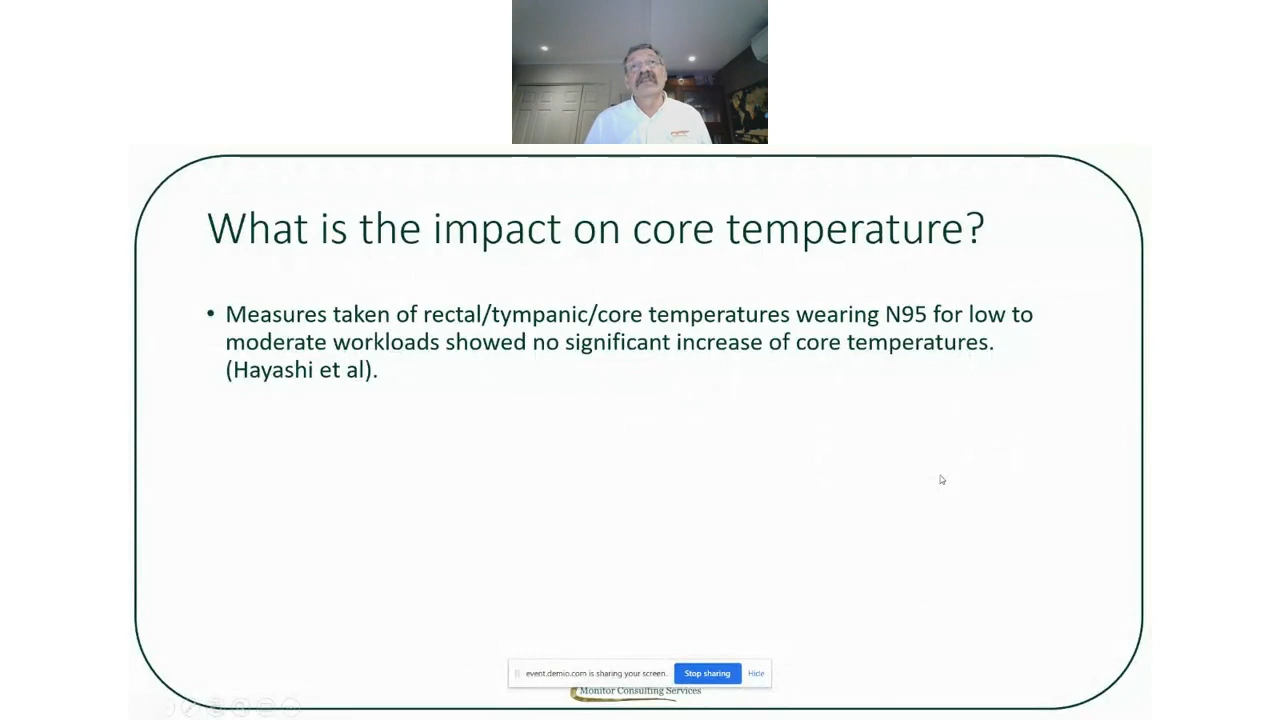 What is the impact on core temperature?
• Measures taken of rectal/tympanic/core temperatures wearing N95 for low to
moderate workloads showed no significant increase of core temperatures.
(Hayashi et al).
event.demio.com is sharing your screen.
Stop sharing
Hide
Monitor Consulting Services